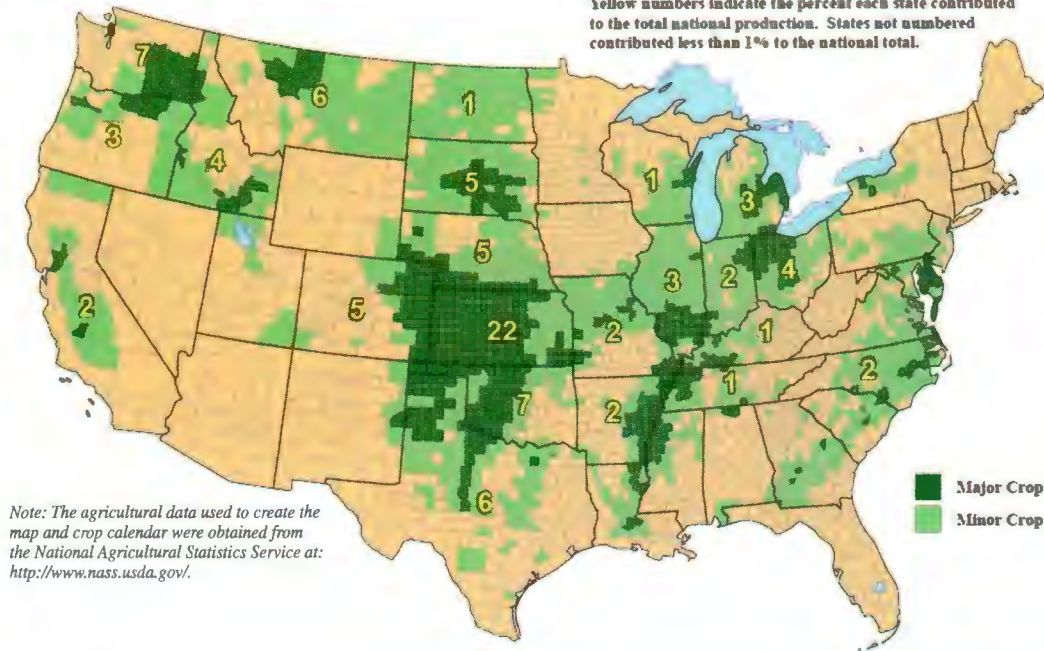 Yellow numbers indicate the percent each state contributed
to the total national production. States not numbered
contributed less than 1% to the national total.
7
6
1
3
4
5
1
3
5
2
5
22
3
2
4
2
1
7
2
1
2
6
Major Crop
Minor Crop
Note: The agricultural data used to create the
map and crop calendar were obtained from
the National Agricultural Statistics Service at:
http://www.nass.usda.gov/.